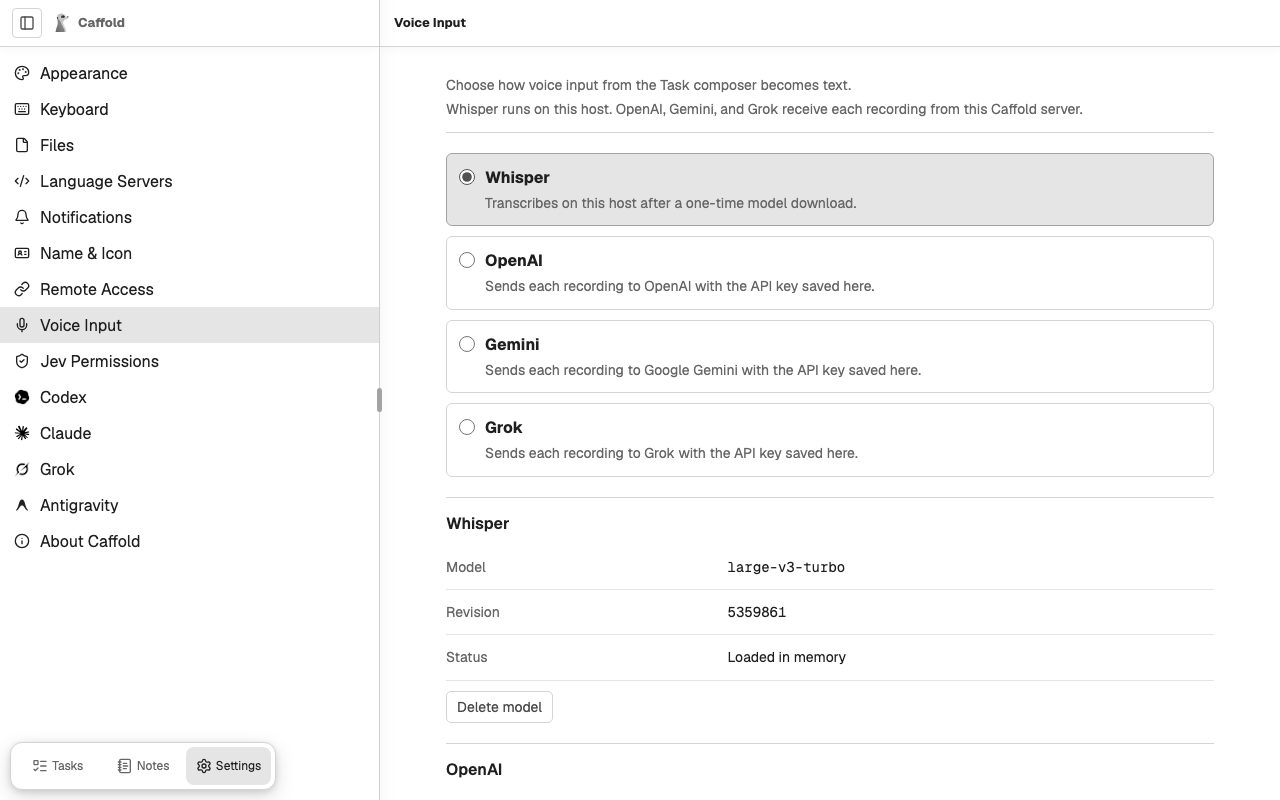 Caffold
Voice Input
Appearance
Keyboard
Files
Language Servers
Notifications
Name & Icon
Remote Access
Voice Input
Jev Permissions
Codex
Claude
Grok
Antigravity
About Caffold
Tasks
Notes
Settings
Choose how voice input from the Task composer becomes text.
Whisper runs on this host. OpenAI, Gemini, and Grok receive each recording from this Caffold server.
Whisper
Transcribes on this host after a one-time model download.
OpenAI
Sends each recording to OpenAI with the API key saved here.
Gemini
Sends each recording to Google Gemini with the API key saved here.
Grok
Sends each recording to Grok with the API key saved here.
Whisper
Model large-v3-turbo
Revision 5359861
Status Loaded in memory
Delete model
OpenAI